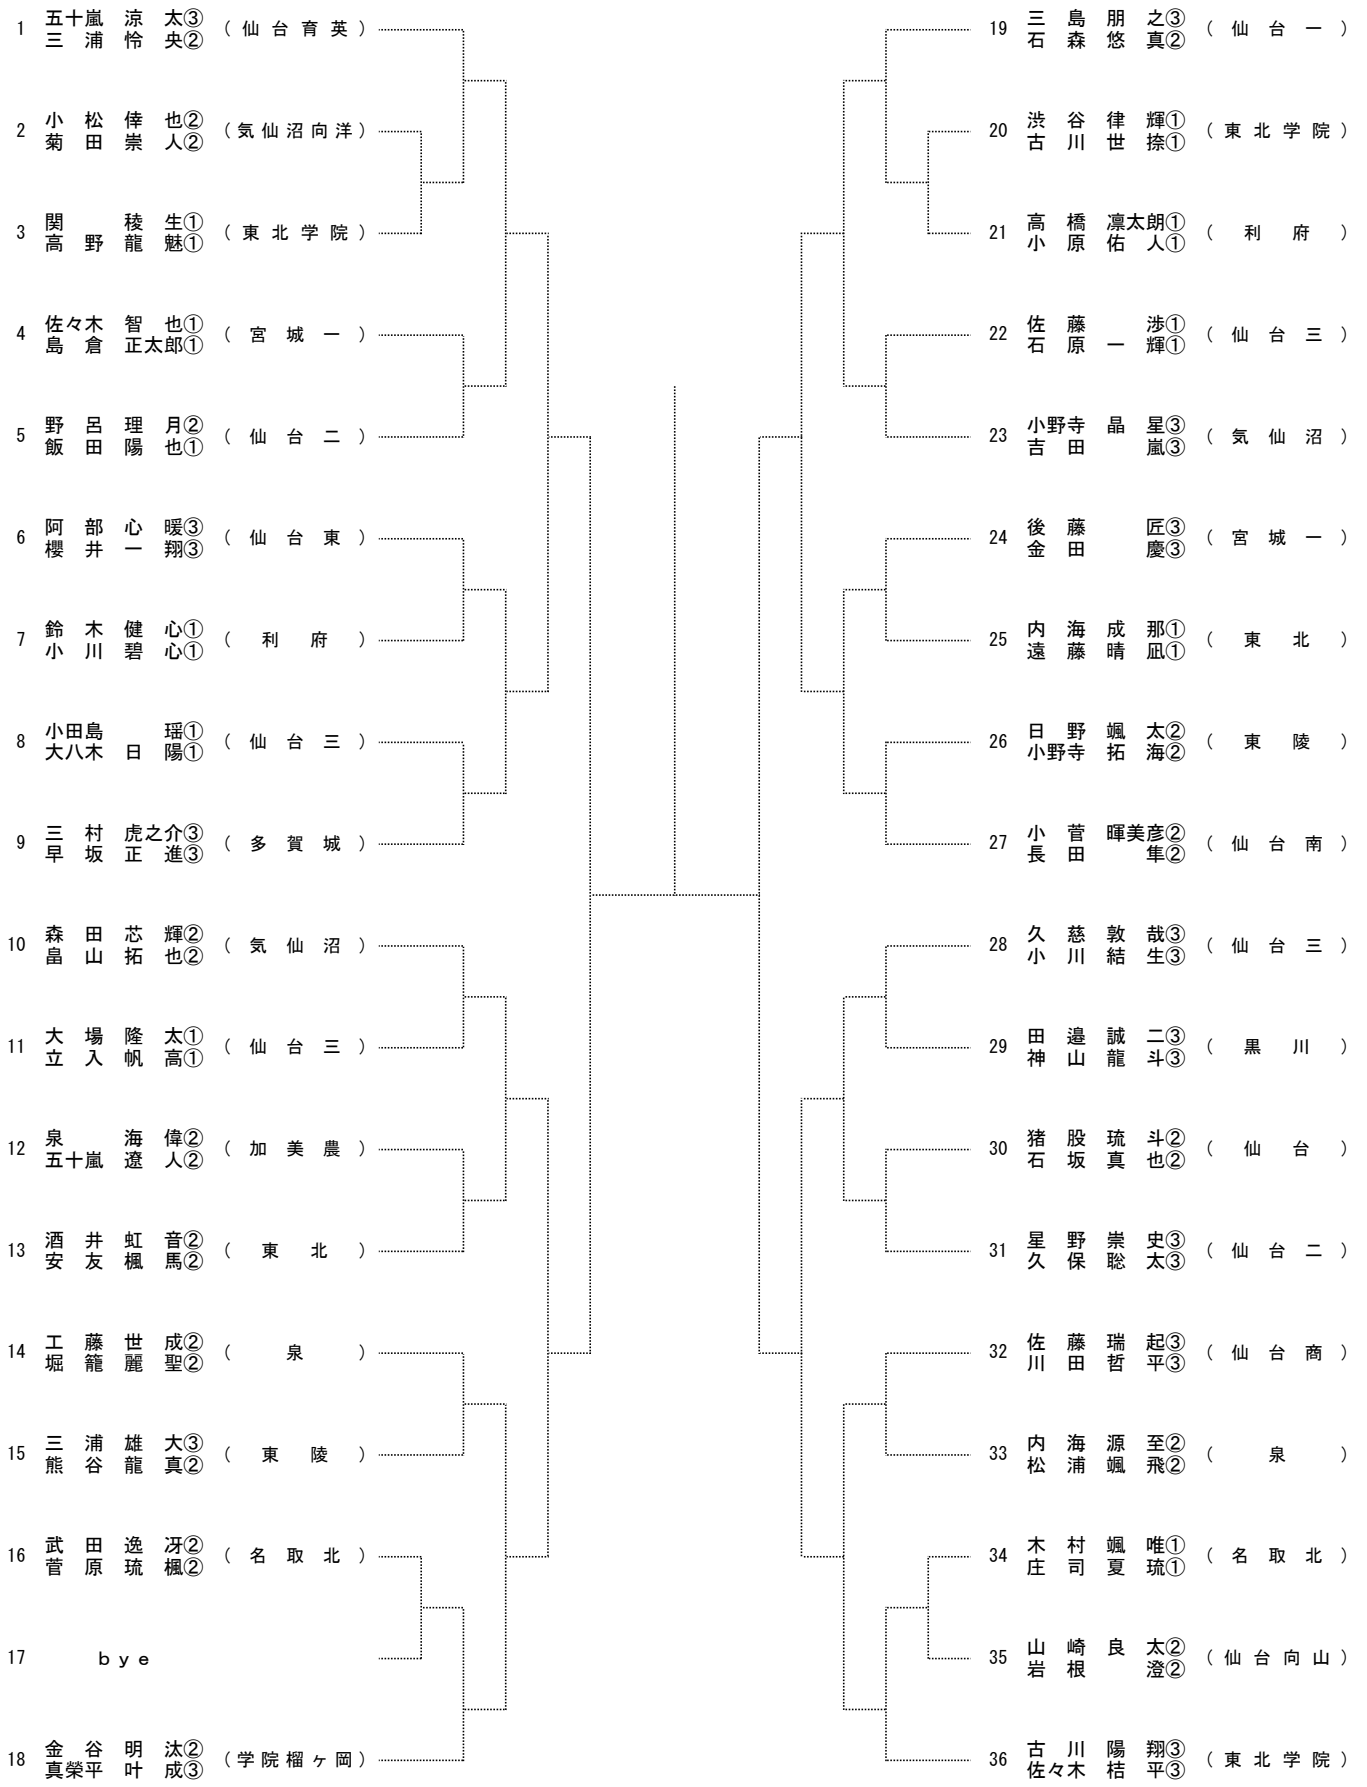 1 五十嵐 涼 太③ (仙台育英)
三 浦 怜 央②
2 小 松 倖 也② (気仙沼向洋)
菊 田 崇 人②
3 関 稜 生① (東北学院)
高 野 龍 魅①
4 佐々木 智 也① (宮城一)
島 倉 正太郎①
5 野 呂 理 月② (仙台二)
飯 田 陽 也①
6 阿 部 心 暖③ (仙台東)
櫻 井 一 翔③
7 鈴 木 健 心① (利府)
小 川 碧 心①
8 小田島 瑶① (仙台三)
大八木 日 陽①
9 三 村 虎之介③ (多賀城)
早 坂 正 進③
10 森 田 芯 輝② (気仙沼)
畠 山 拓 也②
11 大 場 隆 太① (仙台三)
立 入 帆 高①
12 泉 海 偉② (加美農)
五十嵐 遼 人②
13 酒 井 虹 音② (東北)
安 友 楓 馬②
14 工 藤 世 成② (泉)
堀 籠 麗 聖②
15 三 浦 雄 大③ (東陵)
熊 谷 龍 真②
16 武 田 逸 冴② (名取北)
菅 原 琉 楓②
17 bye
18 金 谷 明 汰② (学院榴ヶ岡)
真榮平 叶 成③
19 三 島 朋 之③ (仙台一)
石 森 悠 真②
20 渋 谷 律 輝① (東北学院)
古 川 世 捺①
21 高 橋 凛太朗① (利府)
小 原 佑 人①
22 佐 藤 渉① (仙台三)
石 原 一 輝①
23 小野寺 晶 星③ (気仙沼)
吉 田 嵐③
24 後 藤 匠③ (宮城一)
金 田 慶③
25 内 海 成 那① (東北)
遠 藤 晴 凪①
26 日 野 颯 太② (東陵)
小野寺 拓 海②
27 小 菅 暉美彦② (仙台南)
長 田 隼②
28 久 慈 敦 哉③ (仙台三)
小 川 結 生③
29 田 邉 誠 二③ (黒川)
神 山 龍 斗③
30 猪 股 琉 斗② (仙台)
石 坂 真 也②
31 星 野 崇 史③ (仙台二)
久 保 聡 太③
32 佐 藤 瑞 起③ (仙台商)
川 田 哲 平③
33 内 海 源 至② (泉)
松 浦 颯 飛②
34 木 村 颯 唯① (名取北)
庄 司 夏 琉①
35 山 崎 良 太② (仙台向山)
岩 根 澄②
36 古 川 陽 翔③ (東北学院)
佐々木 桔 平③